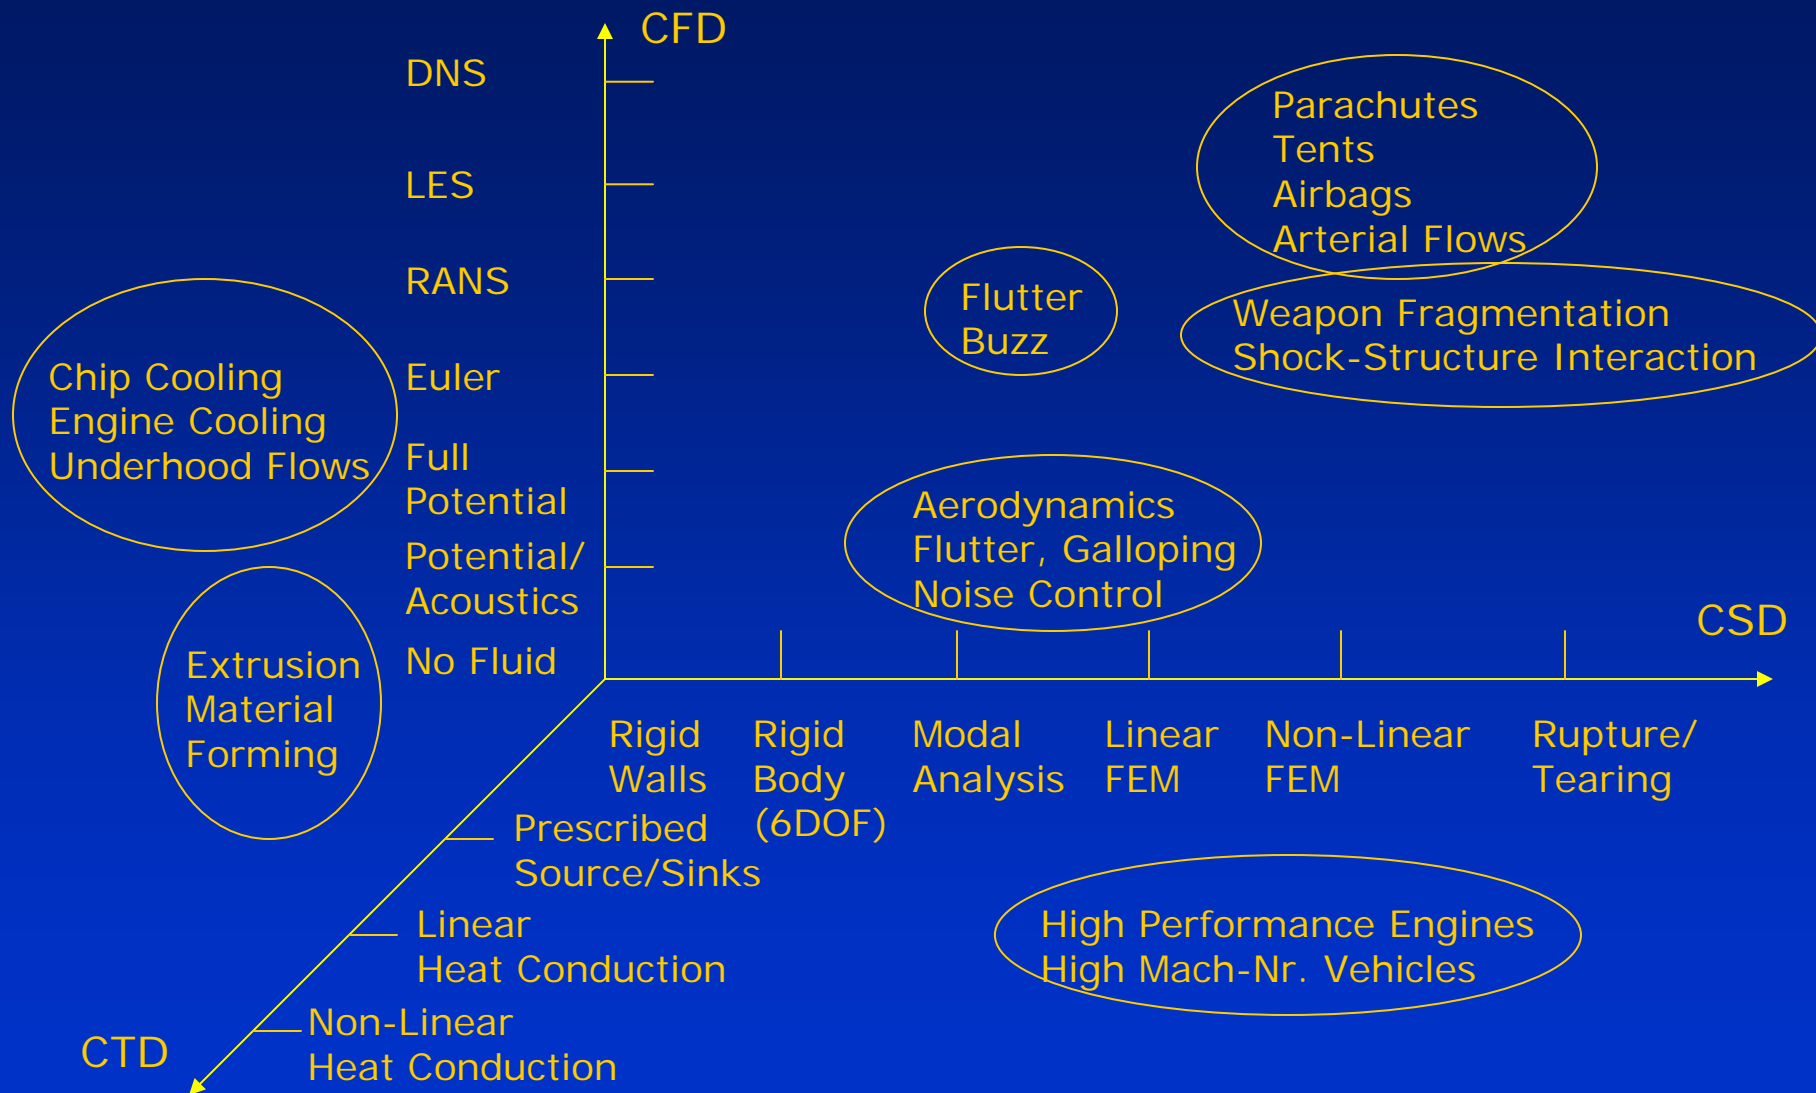 CFD
DNS
LES
RANS
Euler
Full
Potential
Potential/
Acoustics
No Fluid
Parachutes
Tents
Airbags
Arterial Flows
Flutter
Buzz
Weapon Fragmentation
Shock-Structure Interaction
Chip Cooling
Engine Cooling
Underhood Flows
Aerodynamics
Flutter, Galloping
Noise Control
Extrusion
Material
Forming
CSD
Rigid
Walls
Rigid
Body
(6DOF)
Modal
Analysis
Linear
FEM
Non-Linear
FEM
Rupture/
Tearing
Prescribed
Source/Sinks
Linear
Heat Conduction
Non-Linear
Heat Conduction
CTD
High Performance Engines
High Mach-Nr. Vehicles